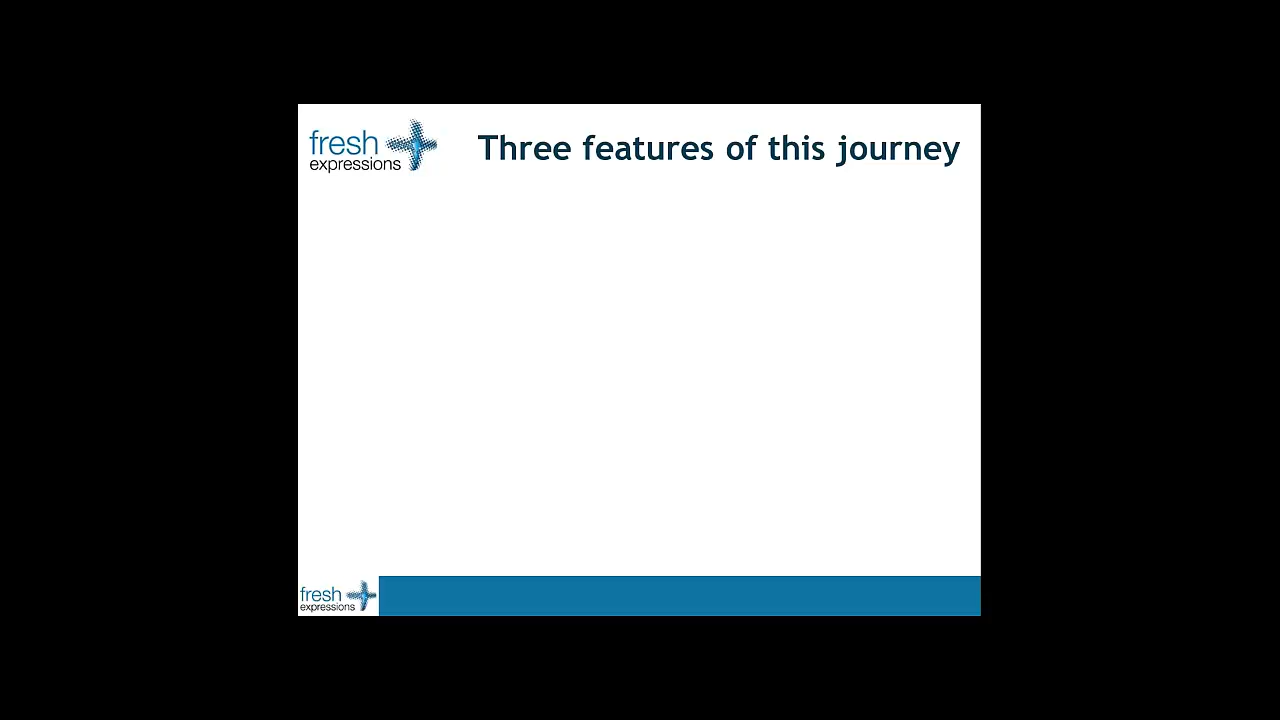 fresh
expressions
Three features of this journey
fresh
expressions